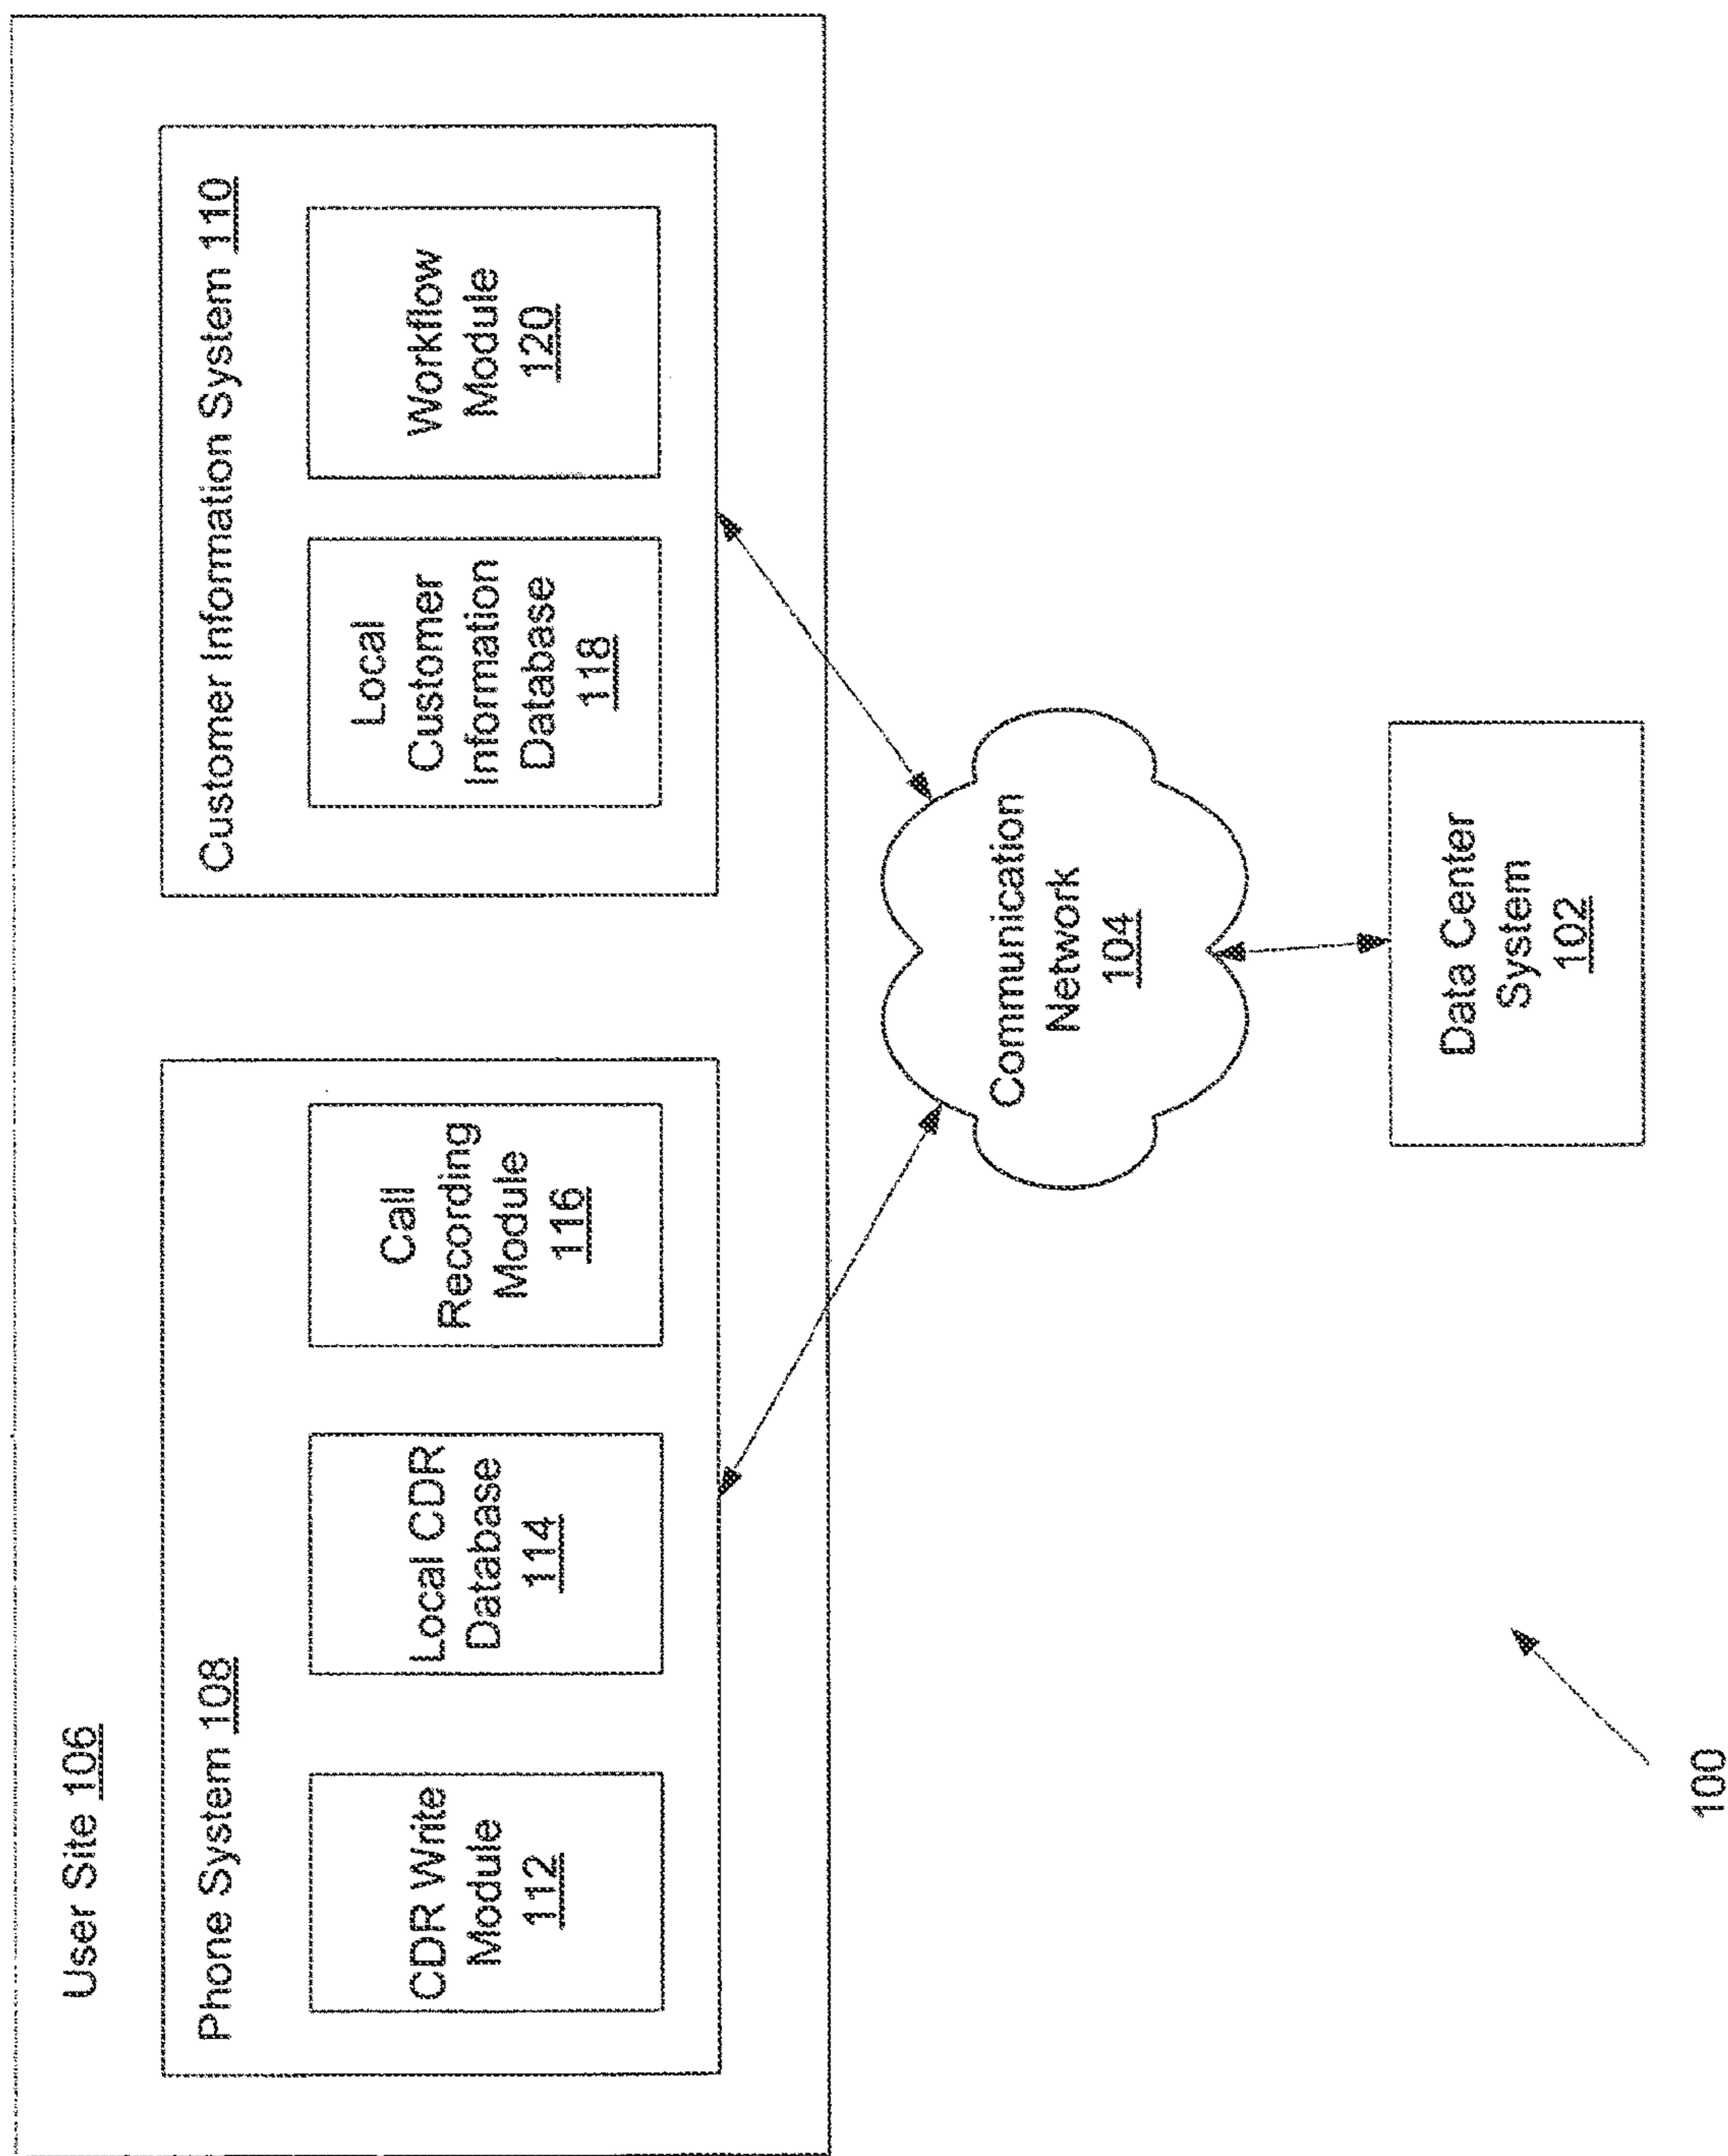 User Site 106
Phone System 108
CDR Write
Module
112
Local CDR
Database
114
Call
Recording
Module
116
Customer Information System 110
Local
Customer
Information
Database
118
Workflow
Module
120
Communication
Network
104
Data Center
System
102
100